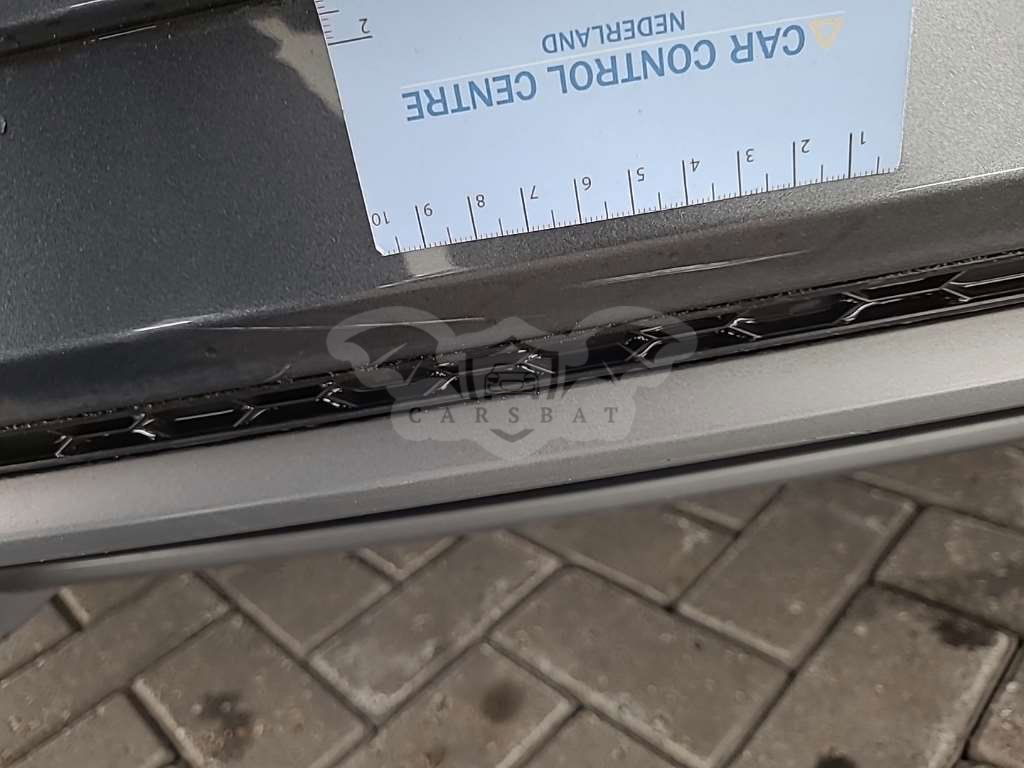 CAR CONTROL CENTRE
NEDERLAND
1 2 3 4 5 6 7 8 9 10
2
CARSBAT